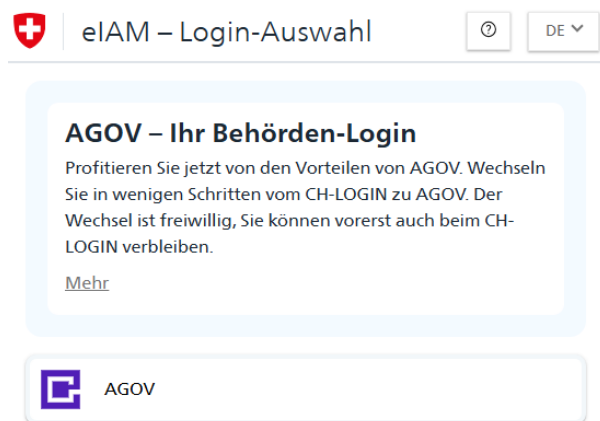 eIAM – Login-Auswahl
DE
AGOV – Ihr Behörden-Login
Profitieren Sie jetzt von den Vorteilen von AGOV. Wechseln
Sie in wenigen Schritten vom CH-LOGIN zu AGOV. Der
Wechsel ist freiwillig, Sie können vorerst auch beim CH-
LOGIN verbleiben.
Mehr
AGOV